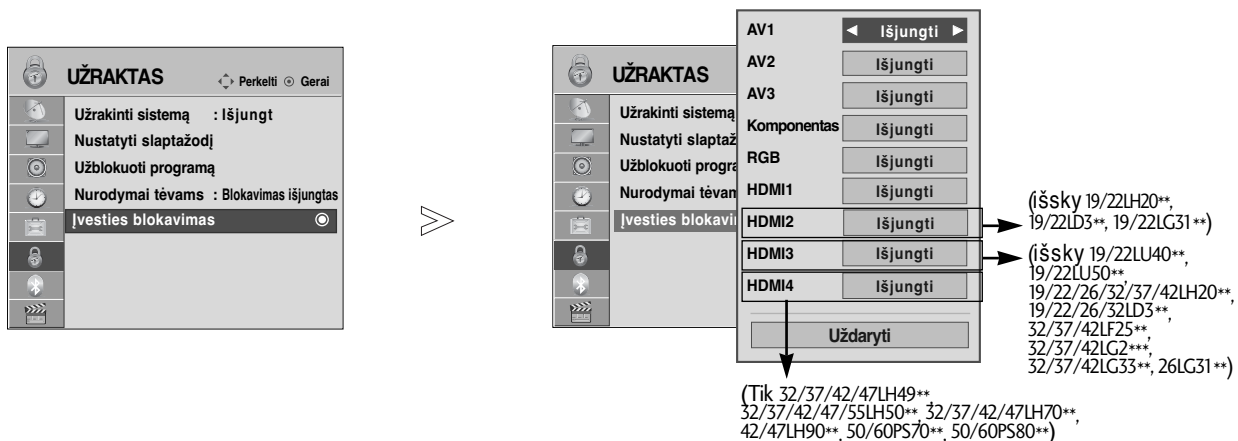 UŽRAKTAS Perkelti Gerai
Užrakinti sistemą : Išjungt
Nustatyti slaptažodį
Užblokuoti programą
Nurodymai tėvams : Blokavimas išjungtas
Įvesties blokavimas
UŽRAKTAS
Užrakinti sistemą
Nustatyti slaptaž
Užblokuoti progra
Nurodymai tėvam
Įvesties blokavi
AV1 ◄ Išjungti ►
AV2 Išjungti
AV3 Išjungti
Komponentas Išjungti
RGB Išjungti
HDMI1 Išjungti
HDMI2 Išjungti
HDMI3 Išjungti
HDMI4 Išjungti
Uždaryti
(išsky 19/22LH20**,
19/22LD3**, 19/22LG31**)
(išsky 19/22LU40**,
19/22LU50**,
19/22/26/32/37/42LH20**,
19/22/26/32LD3**,
32/37/42LF25**,
32/37/42LG2***,
32/37/42LG33**, 26LG31**)
(Tik 32/37/42/47LH49**,
32/37/42/47/55LH50**, 32/37/42/47LH70**,
42/47LH90**, 50/60PS70**, 50/60PS80**)